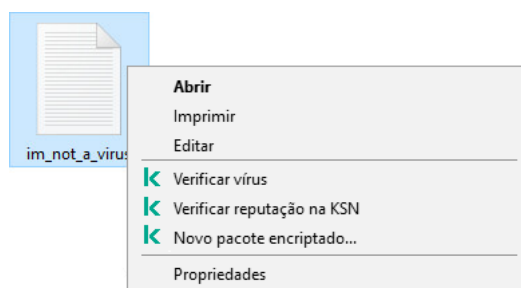 Abrir
Imprimir
im_not_a_virus
Editar
Verificar vírus
Verificar reputação na KSN
Novo pacote encriptado...
Propriedades